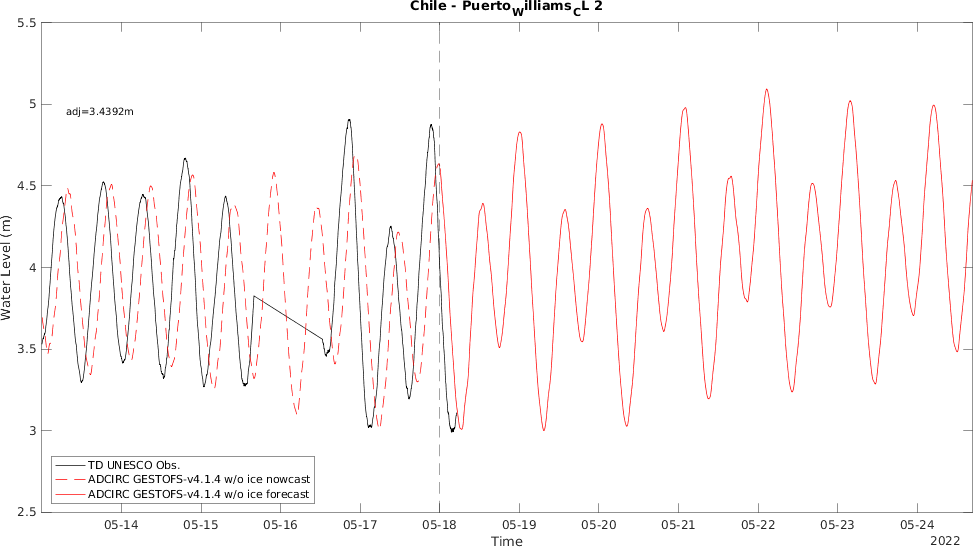 Chile - Puerto_Williams_CL 2
5.5
5
4.5
4
3.5
3
2.5
Water Level (m)
adj=3.4392m
TD UNESCO Obs.
ADCIRC GESTOFS-v4.1.4 w/o ice nowcast
ADCIRC GESTOFS-v4.1.4 w/o ice forecast
05-14 05-15 05-16 05-17 05-18 05-19 05-20 05-21 05-22 05-23 05-24
Time
2022